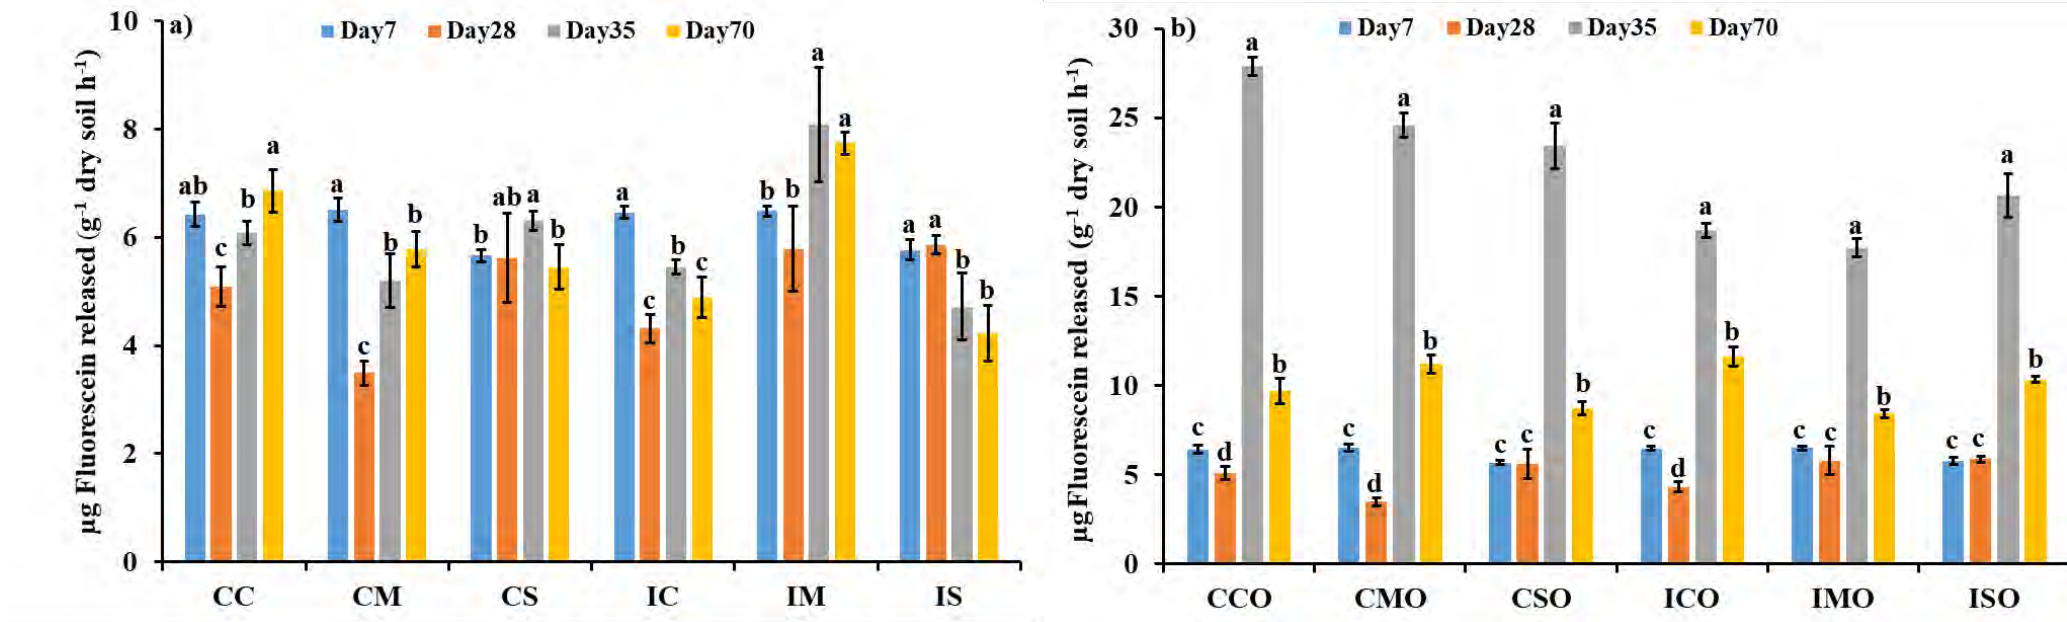 a)
Day7 Day28 Day35 Day70
µg Fluorescein released (g-1 dry soil h-1)
10
8
6
4
2
0
ab c b a
a c b b
b ab a b
a c b c
b b a a
a a b b
CC CM CS IC IM IS
b)
Day7 Day28 Day35 Day70
µg Fluorescein released (g-1 dry soil h-1)
30
25
20
15
10
5
0
c d a b
c d a b
c c a b
c d a b
c c a b
c c a b
CCO CMO CSO ICO IMO ISO